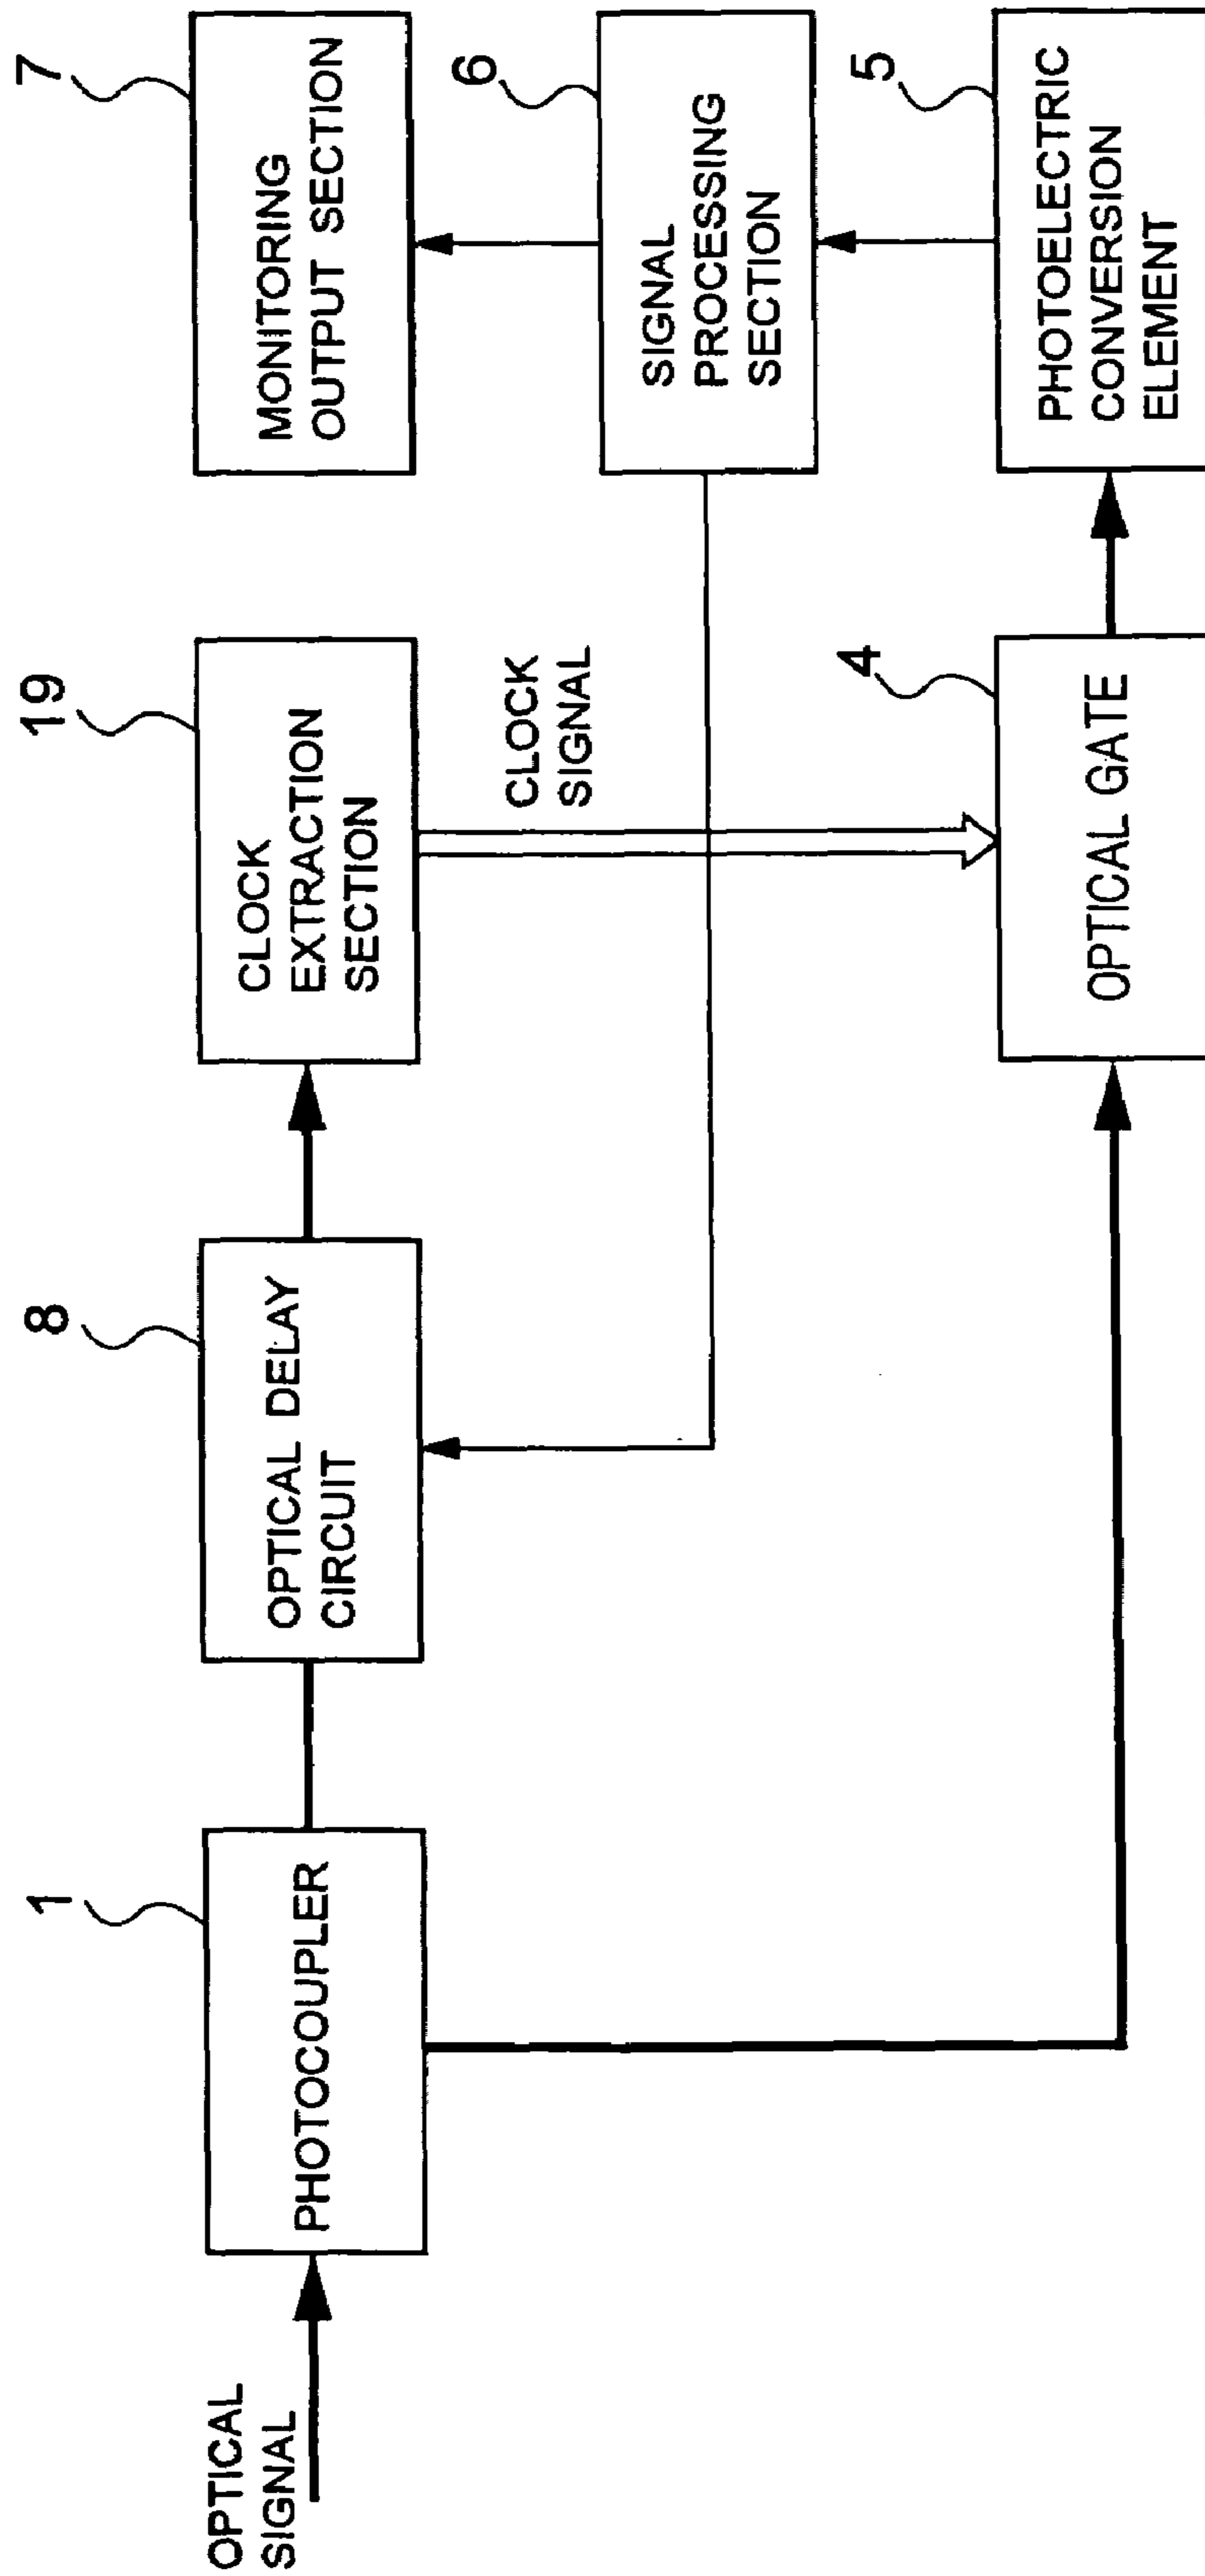 OPTICAL
SIGNAL
1
PHOTOCOUPLER
8
OPTICAL DELAY
CIRCUIT
19
CLOCK
EXTRACTION
SECTION
7
MONITORING
OUTPUT SECTION
CLOCK
SIGNAL
6
SIGNAL
PROCESSING
SECTION
4
OPTICAL GATE
5
PHOTOELECTRIC
CONVERSION
ELEMENT